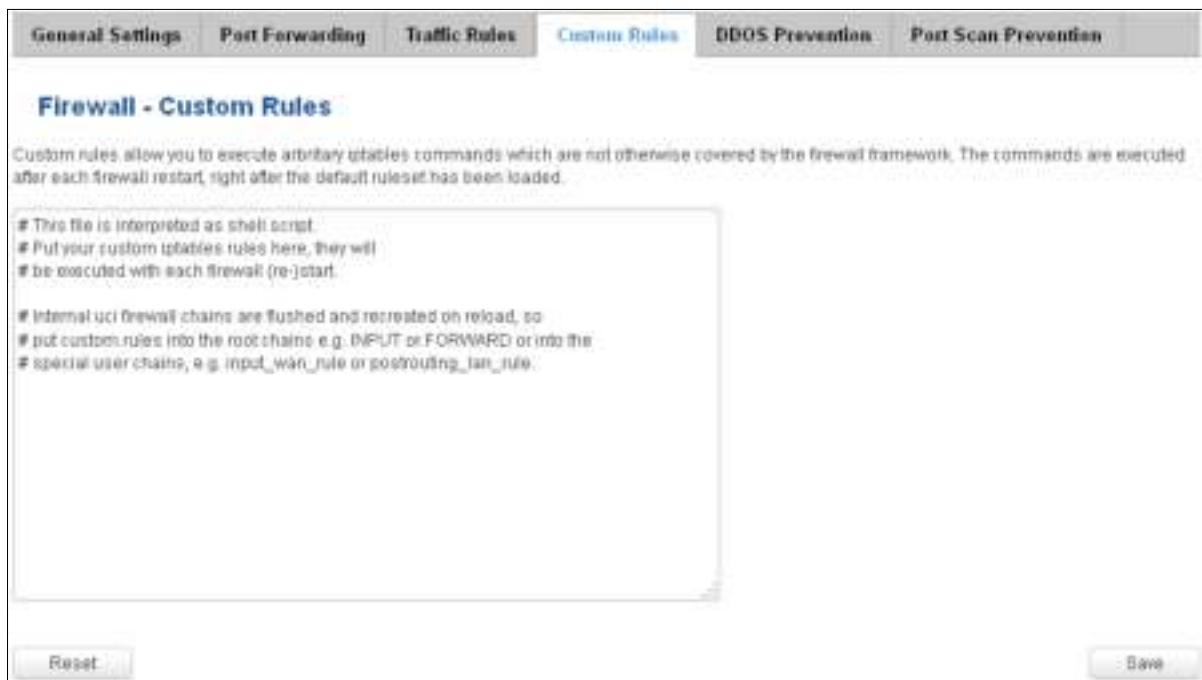 General Settings Port Forwarding Traffic Rules Custom Rules DDOS Prevention Port Scan Prevention
Firewall - Custom Rules
Custom rules allow you to execute arbritary iptables commands which are not otherwise covered by the firewall framework. The commands are executed
after each firewall restart, right after the default ruleset has been loaded.
# This file is interpreted as shell script.
# Put your custom iptables rules here, they will
# be executed with each firewall (re-)start.
# Internal uci firewall chains are flushed and recreated on reload, so
# put custom rules into the root chains e.g. INPUT or FORWARD or into the
# special user chains, e.g. input_wan_rule or postrouting_lan_rule.
Reset Save